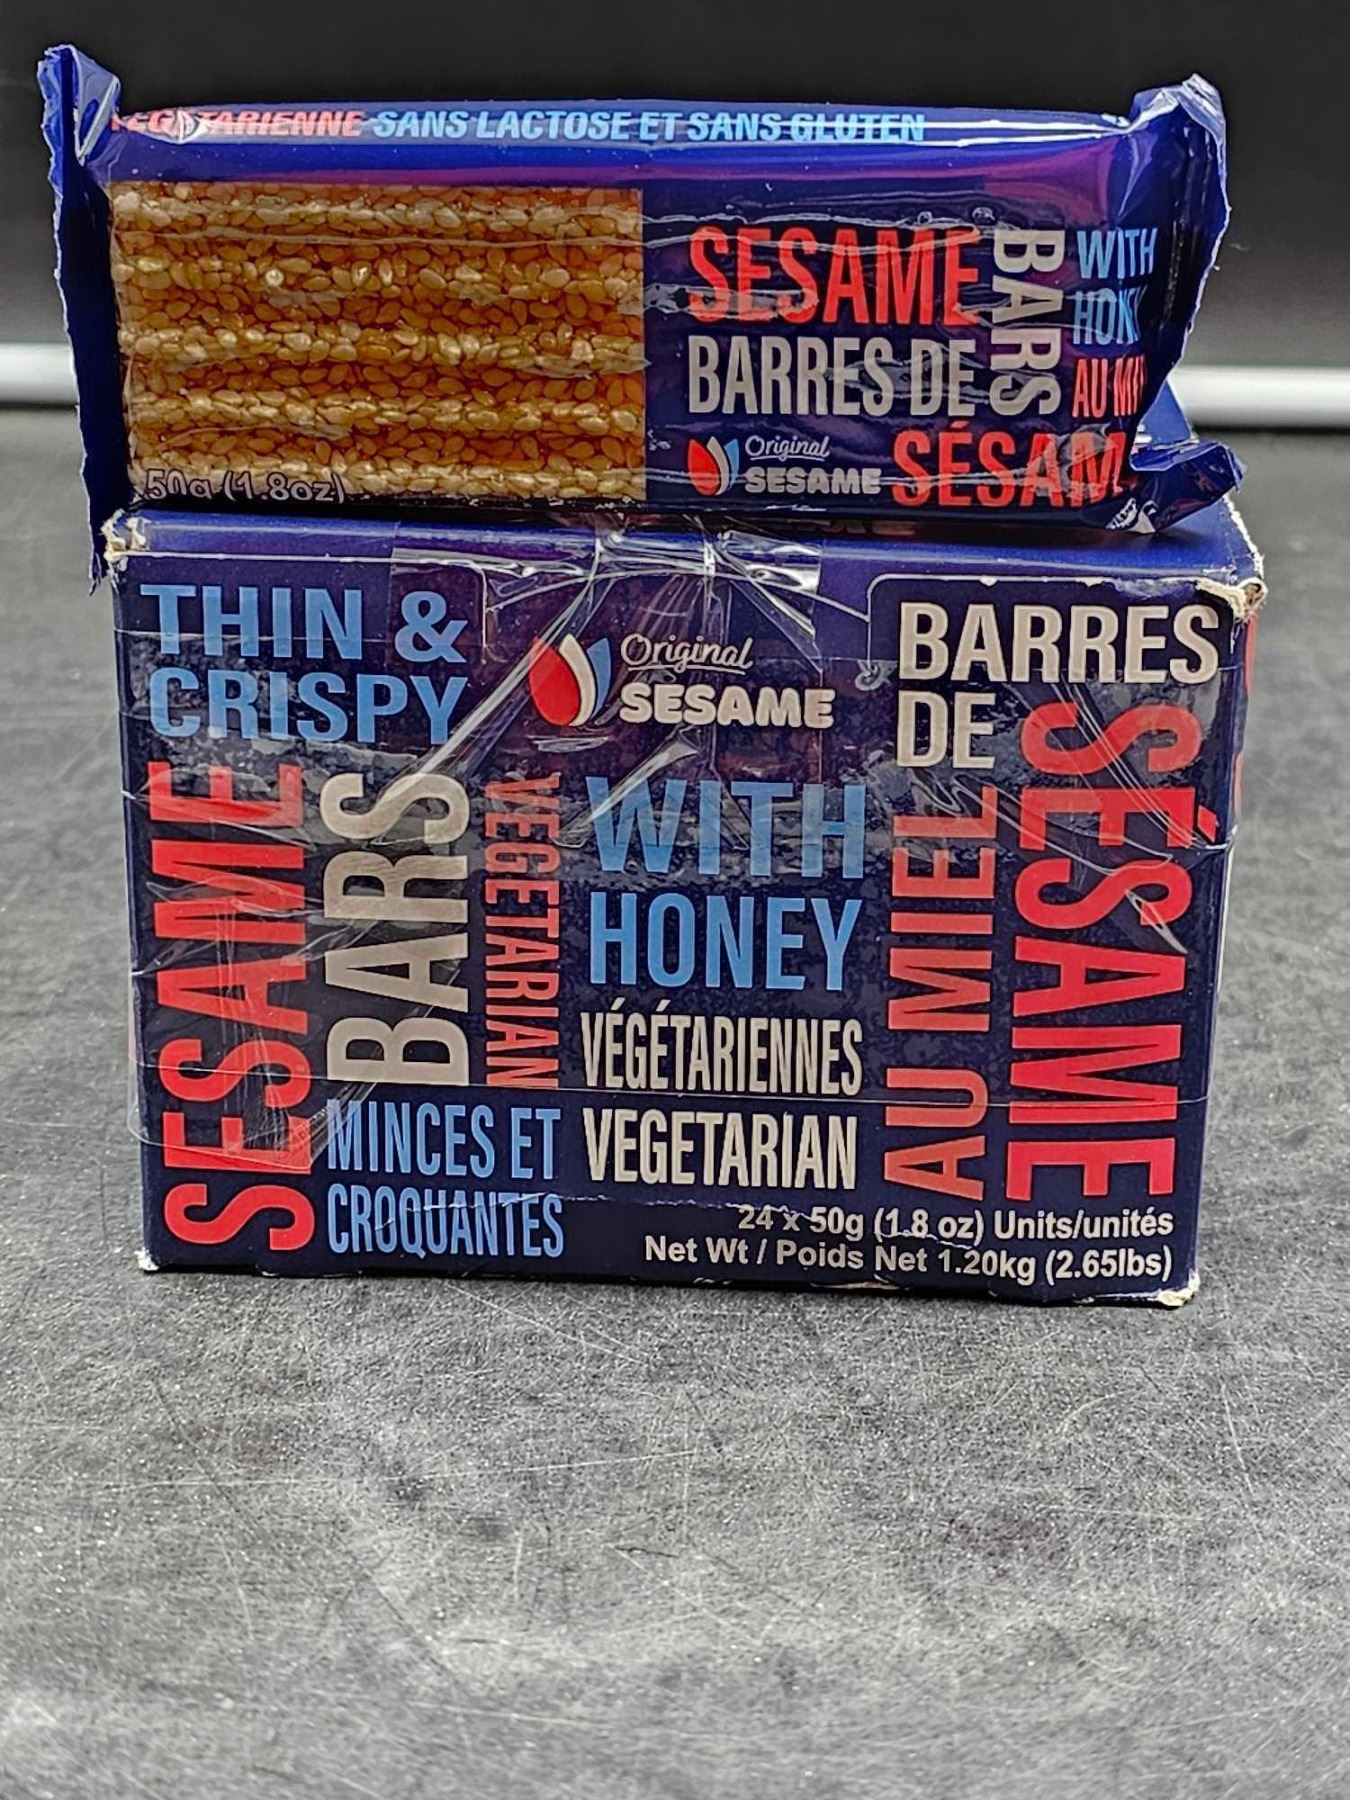 SANS LACTOSE ET SANS GLUTEN
SESAME
BARS
WITH
BARRES DE
AU
Original
SESAME
50g (1.8oz)
THIN &
CRISPY
SESAME
BARS
VEGETARIAN
MINCES ET
CROQUANTES
Original
SESAME
WITH
HONEY
VÉGÉTARIENNES
VEGETARIAN
BARRES
DE
SÉSAME
AU MIEL
24 x 50g (1.8 oz) Units/unités
Net Wt / Poids Net 1.20kg (2.65lbs)